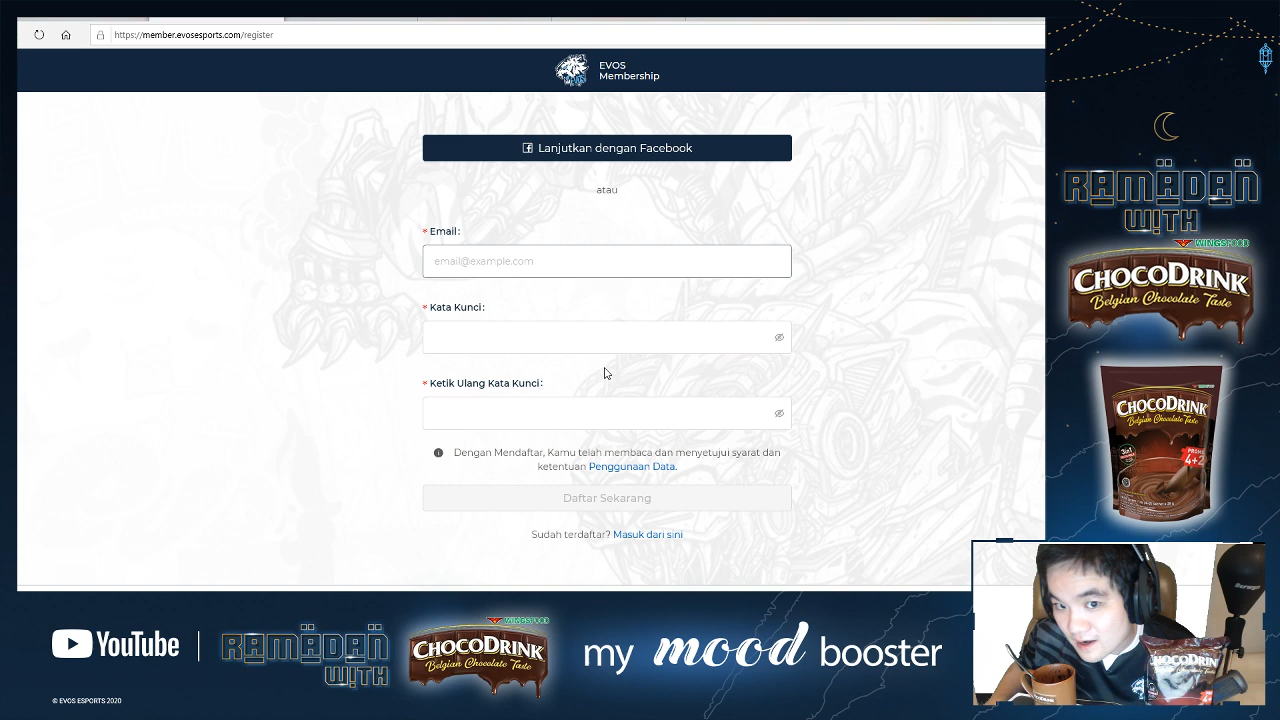 https://member.evosesports.com/register
EVOS
Membership
Lanjutkan dengan Facebook
atau
* Email:
email@example.com
* Kata Kunci:
* Ketik Ulang Kata Kunci:
Dengan Mendaftar, Kamu telah membaca dan menyetujui syarat dan
ketentuan Penggunaan Data.
Daftar Sekarang
Sudah terdaftar? Masuk dari sini
RAMADAN
WITH
WINGSFOOD
CHOCODRINK
Belgian Chocolate Taste
CHOCODRINK
Belgian Chocolate Taste
3in1
PROMO
4+2
YouTube
RAMADAN
WITH
WINGSFOOD
CHOCODRINK
Belgian Chocolate Taste
my mood booster
CHOCODRINK
© EVOS ESPORTS 2020